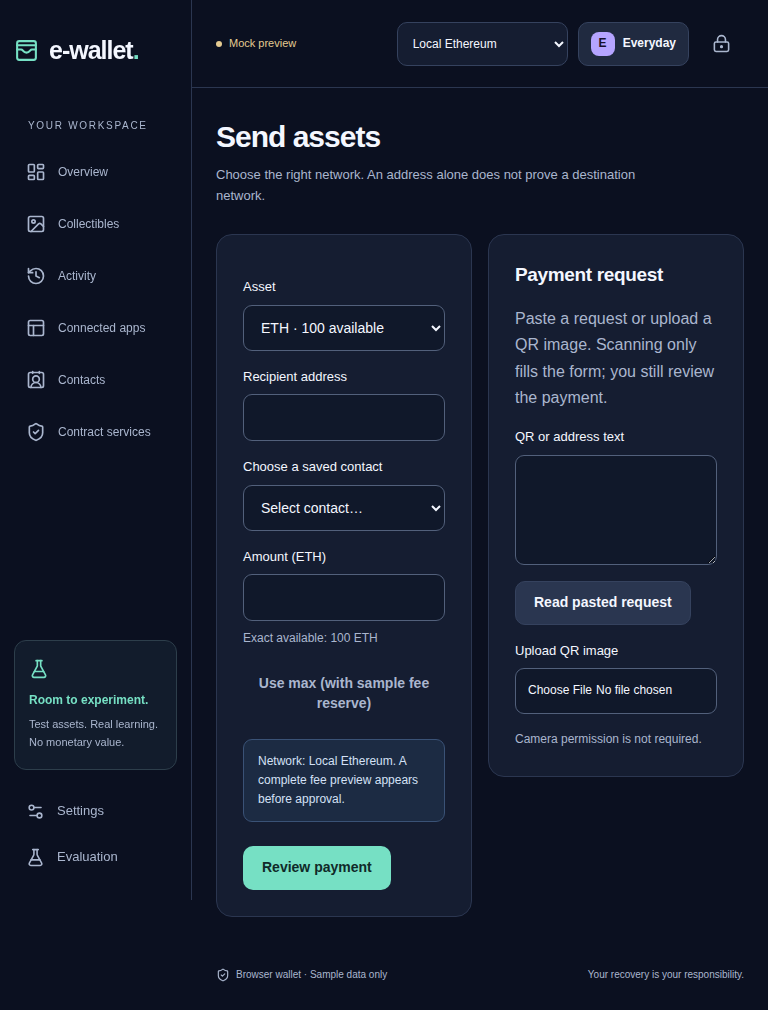 e-wallet.
YOUR WORKSPACE
Overview
Collectibles
Activity
Connected apps
Contacts
Contract services
Room to experiment.
Test assets. Real learning.
No monetary value.
Settings
Evaluation
Mock preview
Local Ethereum
E
Everyday
Send assets
Choose the right network. An address alone does not prove a destination
network.
Asset
ETH · 100 available
Recipient address
Choose a saved contact
Select contact…
Amount (ETH)
Exact available: 100 ETH
Use max (with sample fee
reserve)
Network: Local Ethereum. A
complete fee preview appears
before approval.
Review payment
Payment request
Paste a request or upload a
QR image. Scanning only
fills the form; you still review
the payment.
QR or address text
Read pasted request
Upload QR image
Choose File No file chosen
Camera permission is not required.
Browser wallet · Sample data only
Your recovery is your responsibility.